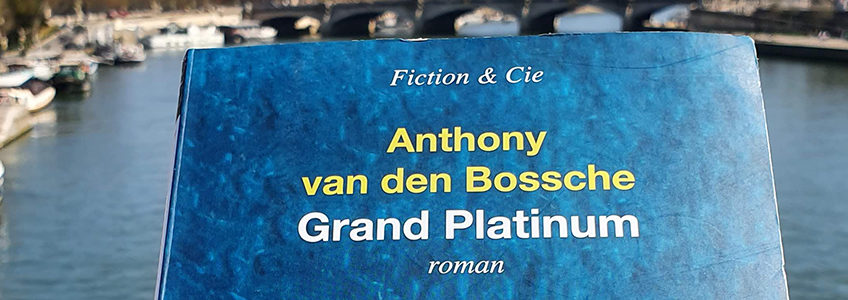 Fiction & Cie
Anthony
van den Bossche
Grand Platinum
roman